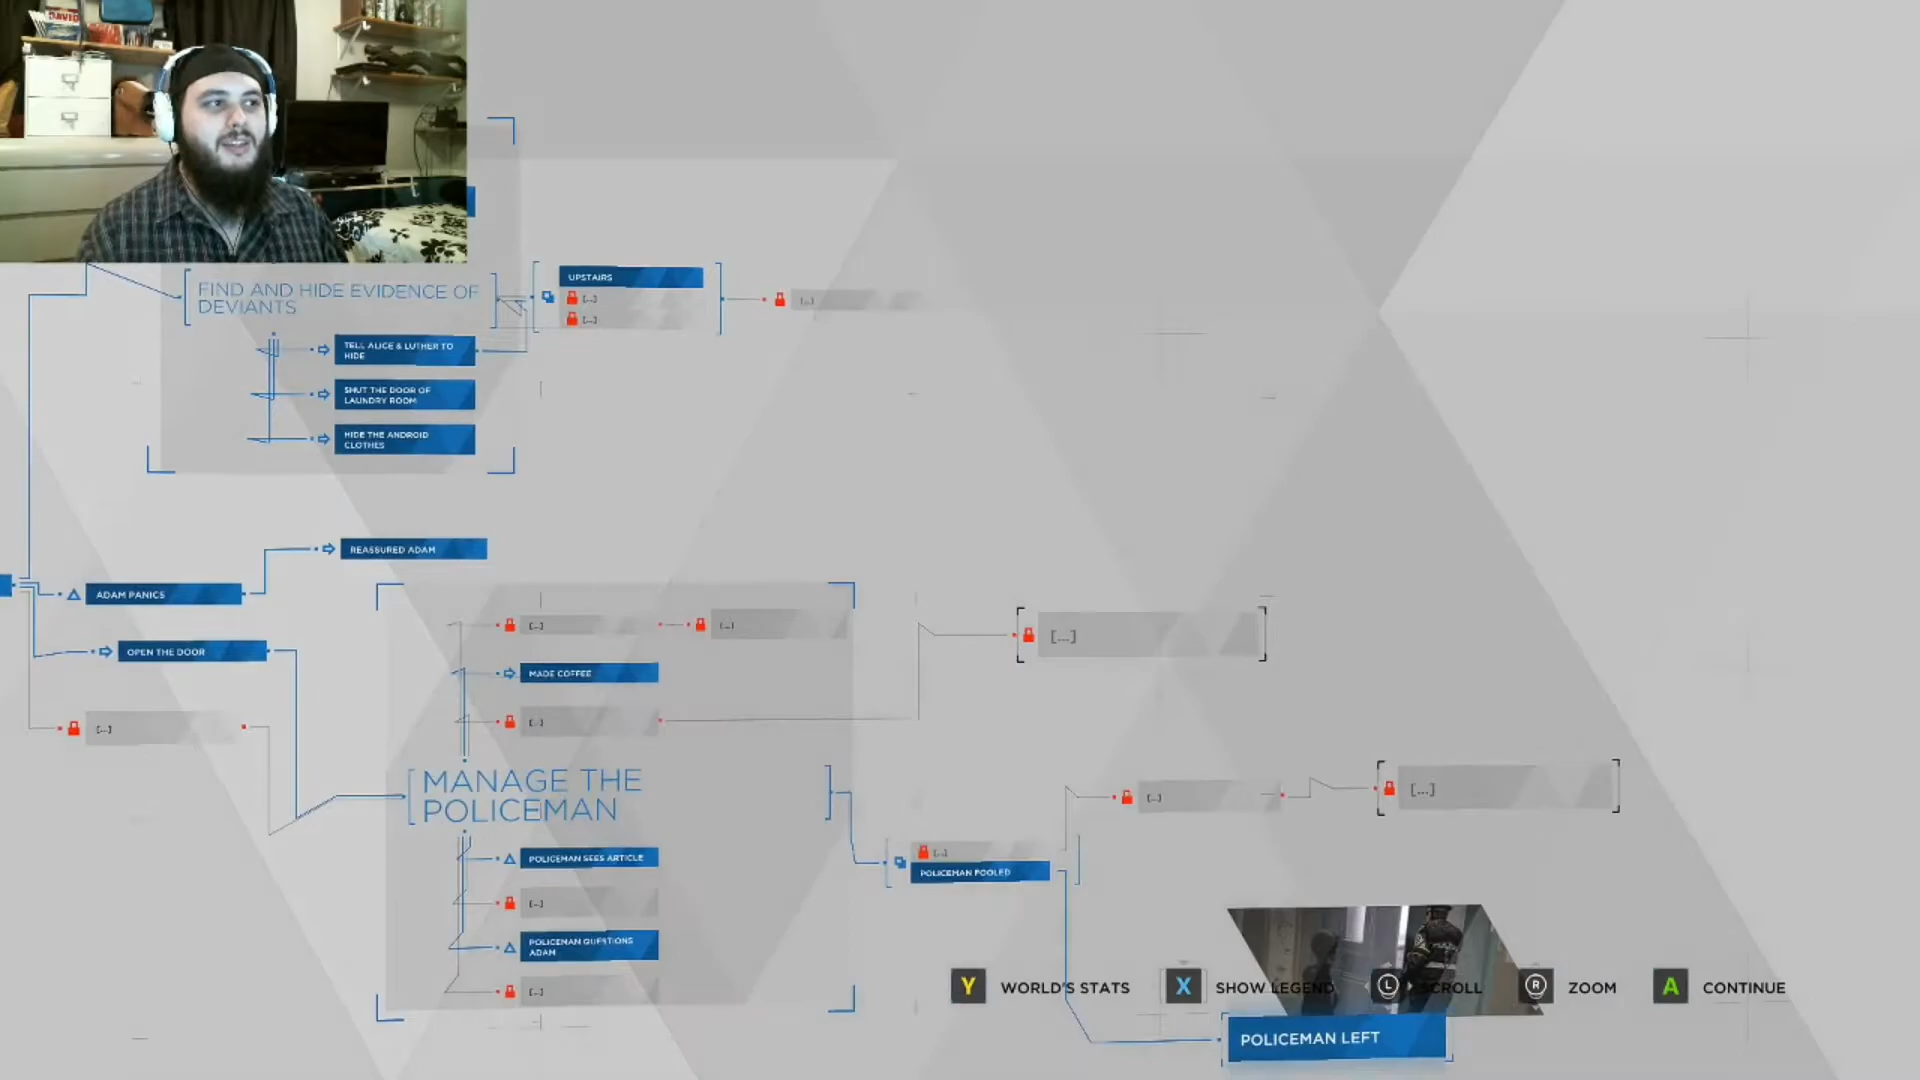 DAVID
UPSTAIRS
[...]
[...]
[...]
FIND AND HIDE EVIDENCE OF
DEVIANTS
TELL ALICE & LUTHER TO
HIDE
SHUT THE DOOR OF
LAUNDRY ROOM
HIDE THE ANDROID
CLOTHES
REASSURED ADAM
ADAM PANICS
[...]
[...]
[...]
OPEN THE DOOR
MADE COFFEE
[...]
[...]
MANAGE THE
POLICEMAN
[...]
[...]
[...]
POLICEMAN FOOLED
POLICEMAN SEES ARTICLE
[...]
POLICEMAN QUESTIONS
ADAM
[...]
Y WORLD'S STATS
X SHOW LEGEND
L SCROLL
R ZOOM
A CONTINUE
POLICEMAN LEFT